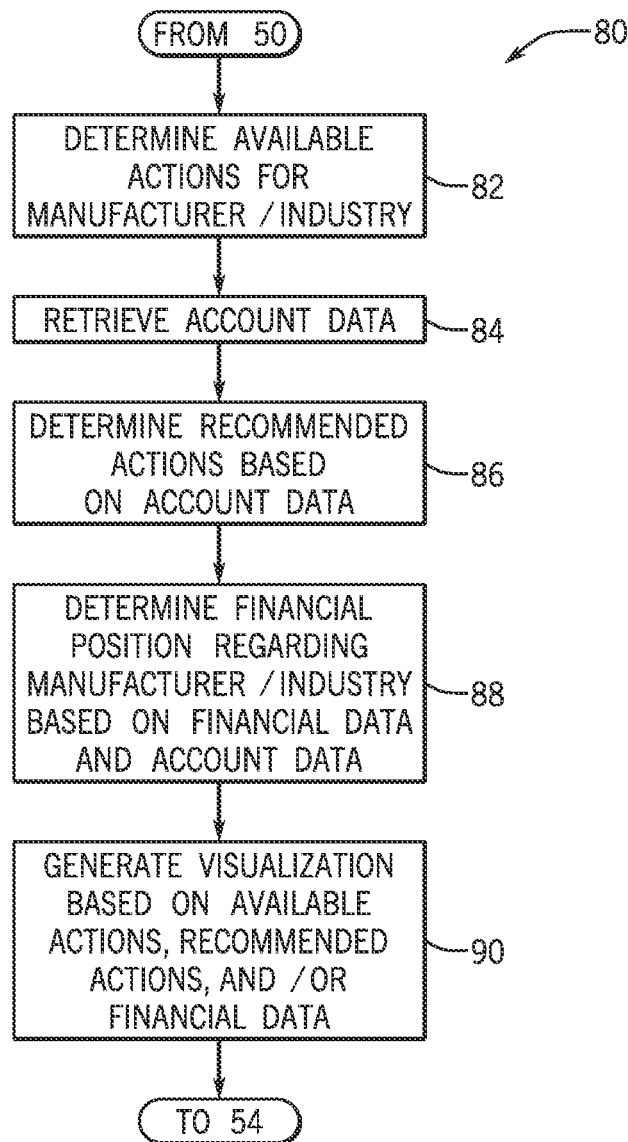 FROM 50
80
DETERMINE AVAILABLE
ACTIONS FOR
MANUFACTURER / INDUSTRY
82
RETRIEVE ACCOUNT DATA
84
DETERMINE RECOMMENDED
ACTIONS BASED
ON ACCOUNT DATA
86
DETERMINE FINANCIAL
POSITION REGARDING
MANUFACTURER / INDUSTRY
BASED ON FINANCIAL DATA
AND ACCOUNT DATA
88
GENERATE VISUALIZATION
BASED ON AVAILABLE
ACTIONS, RECOMMENDED
ACTIONS, AND / OR
FINANCIAL DATA
90
TO 54